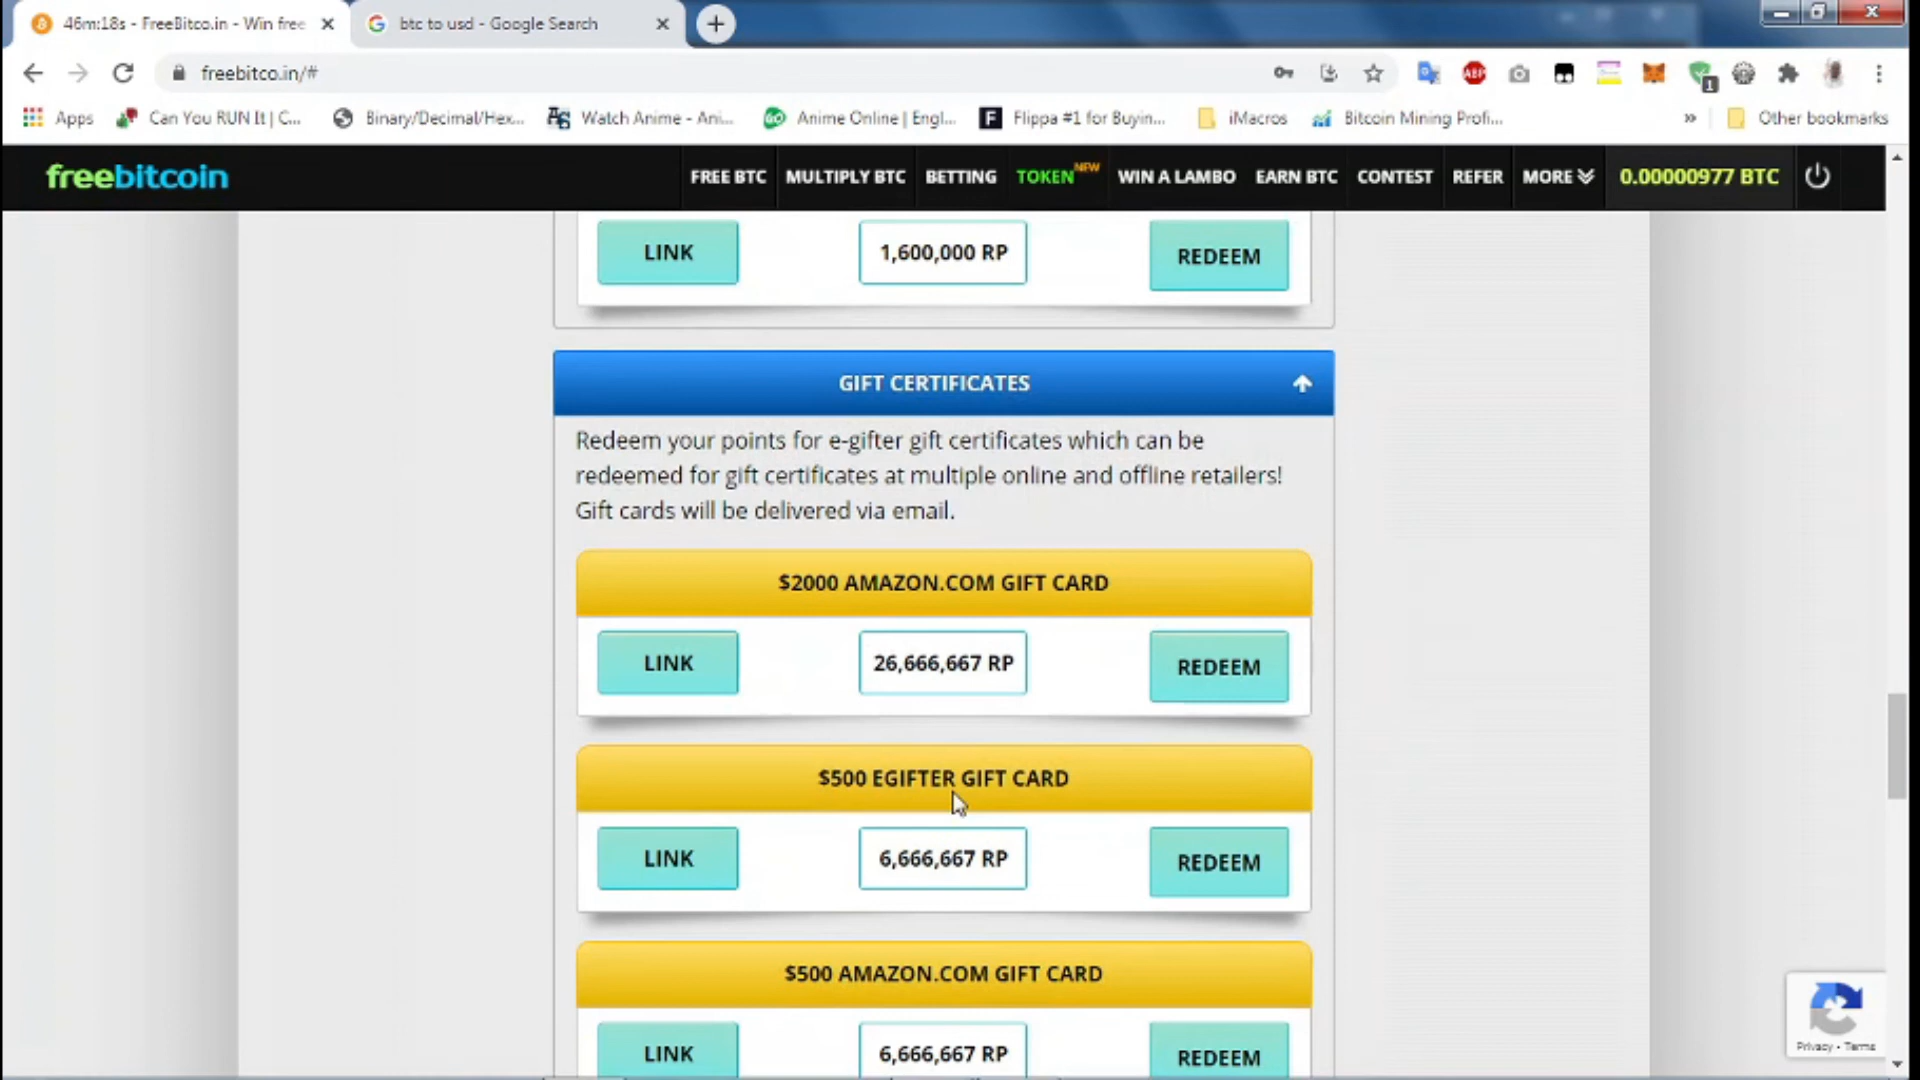 46m:18s - FreeBitco.in - Win free
btc to usd - Google Search
freebitco.in/#
ABP
1
Apps
Can You RUN It | C...
Binary/Decimal/Hex...
Watch Anime - Ani...
Anime Online | Engl...
Flippa #1 for Buyin...
iMacros
Bitcoin Mining Profi...
»
Other bookmarks
freebitcoin
FREE BTC
MULTIPLY BTC
BETTING
TOKEN NEW
WIN A LAMBO
EARN BTC
CONTEST
REFER
MORE
0.00000977 BTC
LINK
1,600,000 RP
REDEEM
GIFT CERTIFICATES
Redeem your points for e-gifter gift certificates which can be
redeemed for gift certificates at multiple online and offline retailers!
Gift cards will be delivered via email.
$2000 AMAZON.COM GIFT CARD
LINK
26,666,667 RP
REDEEM
$500 EGIFTER GIFT CARD
LINK
6,666,667 RP
REDEEM
$500 AMAZON.COM GIFT CARD
LINK
6,666,667 RP
REDEEM
Privacy - Terms